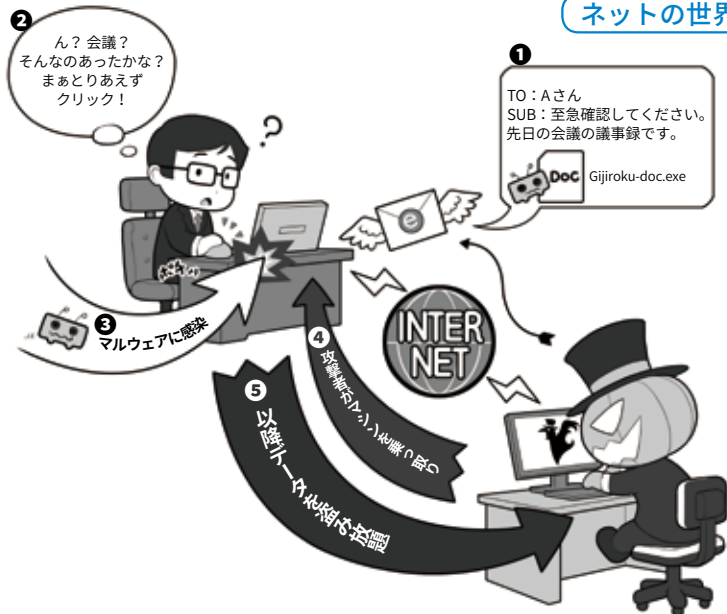 ネットの世界
❶
TO：Aさん
SUB：至急確認してください。
先日の会議の議事録です。
DOC
Gijiroku-doc.exe
❷
ん？ 会議？
そんなのあったかな？
まぁとりあえず
クリック！
?
e
❸
マルウェアに感染
INTER
NET
❹ 攻撃者がマシンを乗っ取り
❺ 以降データを盗み放題